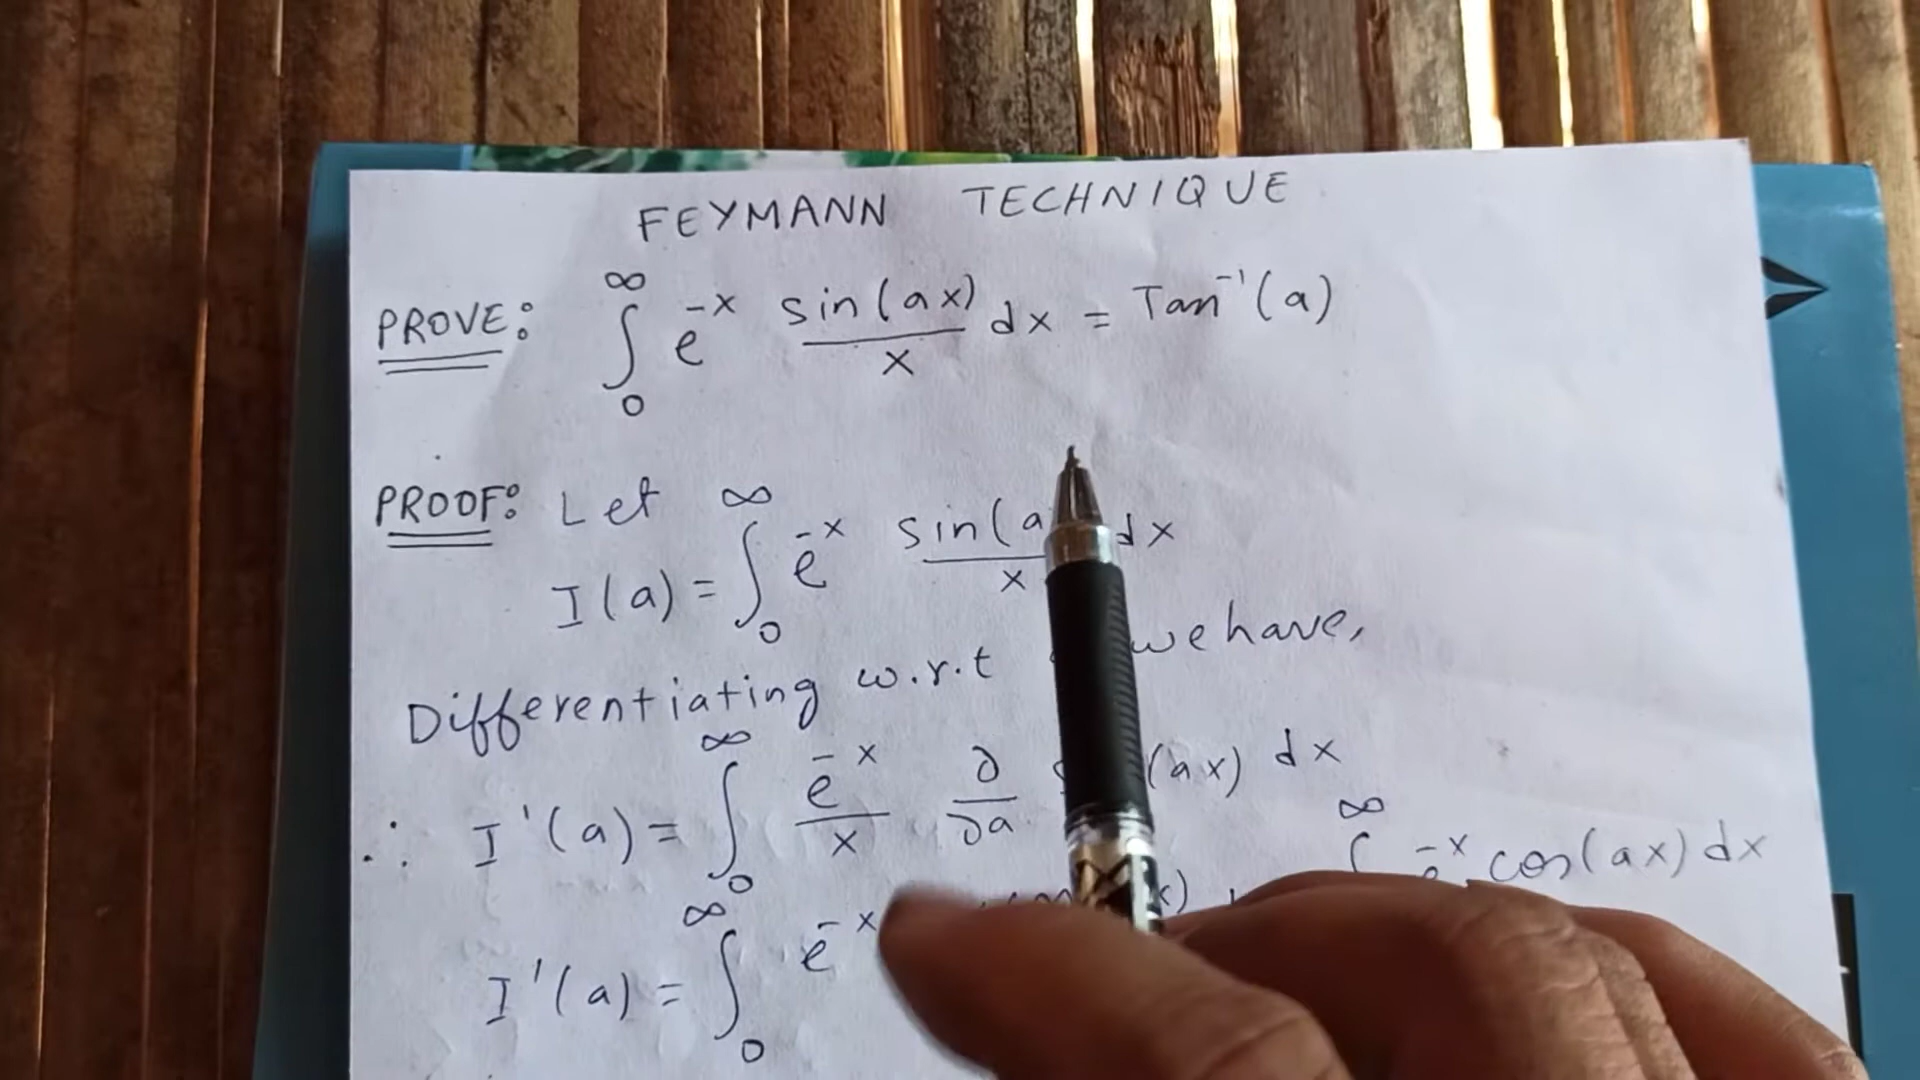 FEYMANN TECHNIQUE
PROVE: ∫₀^∞ e^-x sin(ax)/x dx = Tan⁻¹(a)
PROOF: Let
I(a) = ∫₀^∞ e^-x sin(a dx
x
Differentiating w.r.t we have,
∴ I'(a) = ∫₀^∞ e^-x/x ∂/∂a (ax) dx
I'(a) = ∫₀^∞ e^-x ∫^∞ e^-x cos(ax) dx